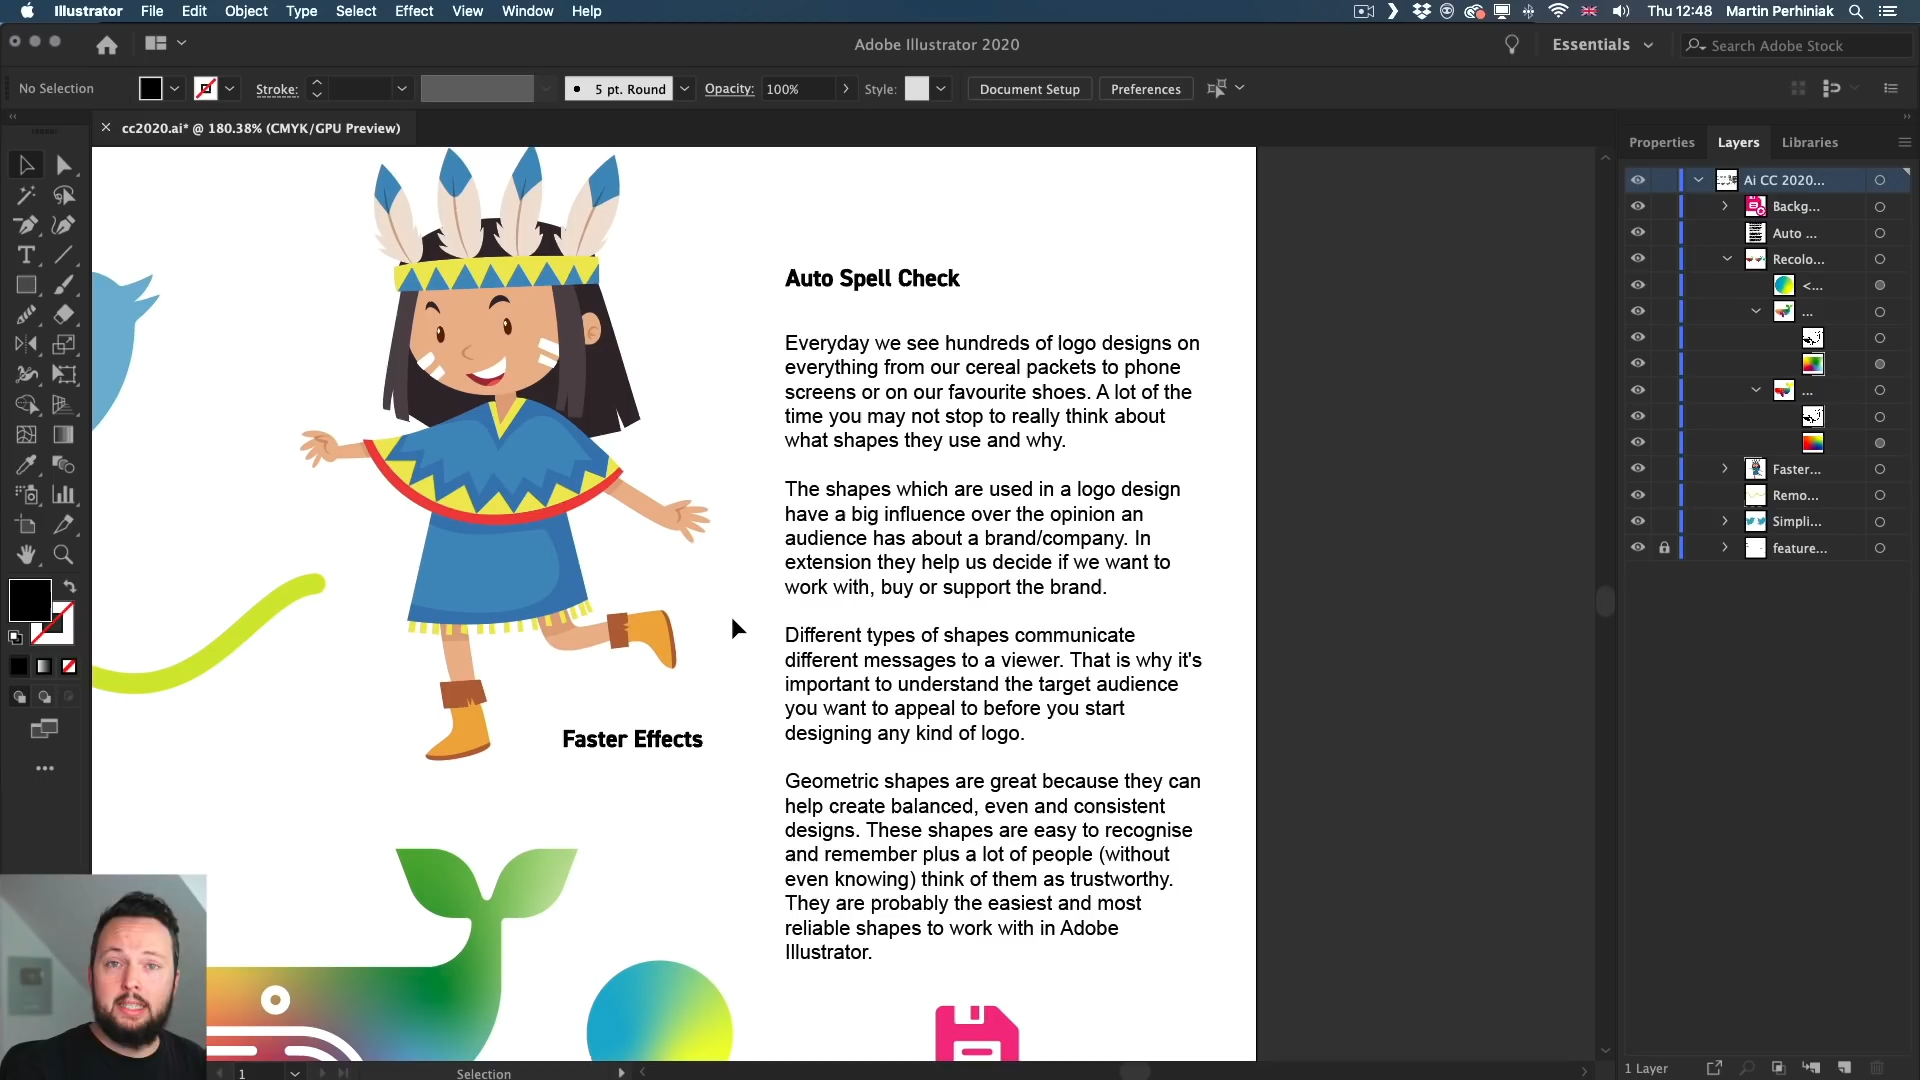 Illustrator File Edit Object Type Select Effect View Window Help Thu 12:48 Martin Perhiniak
Adobe Illustrator 2020 Essentials Search Adobe Stock
No Selection Stroke: 5 pt. Round Opacity: 100% Style: Document Setup Preferences
cc2020.ai* @ 180.38% (CMYK/GPU Preview)
Properties Layers Libraries
Ai CC 2020...
Backg...
Auto ...
Recolo...
<...
...
...
Faster...
Remo...
Simpli...
feature...
Auto Spell Check
Everyday we see hundreds of logo designs on
everything from our cereal packets to phone
screens or on our favourite shoes. A lot of the
time you may not stop to really think about
what shapes they use and why.
The shapes which are used in a logo design
have a big influence over the opinion an
audience has about a brand/company. In
extension they help us decide if we want to
work with, buy or support the brand.
Different types of shapes communicate
different messages to a viewer. That is why it's
important to understand the target audience
you want to appeal to before you start
designing any kind of logo.
Faster Effects
Geometric shapes are great because they can
help create balanced, even and consistent
designs. These shapes are easy to recognise
and remember plus a lot of people (without
even knowing) think of them as trustworthy.
They are probably the easiest and most
reliable shapes to work with in Adobe
Illustrator.
1 Selection
1 Layer